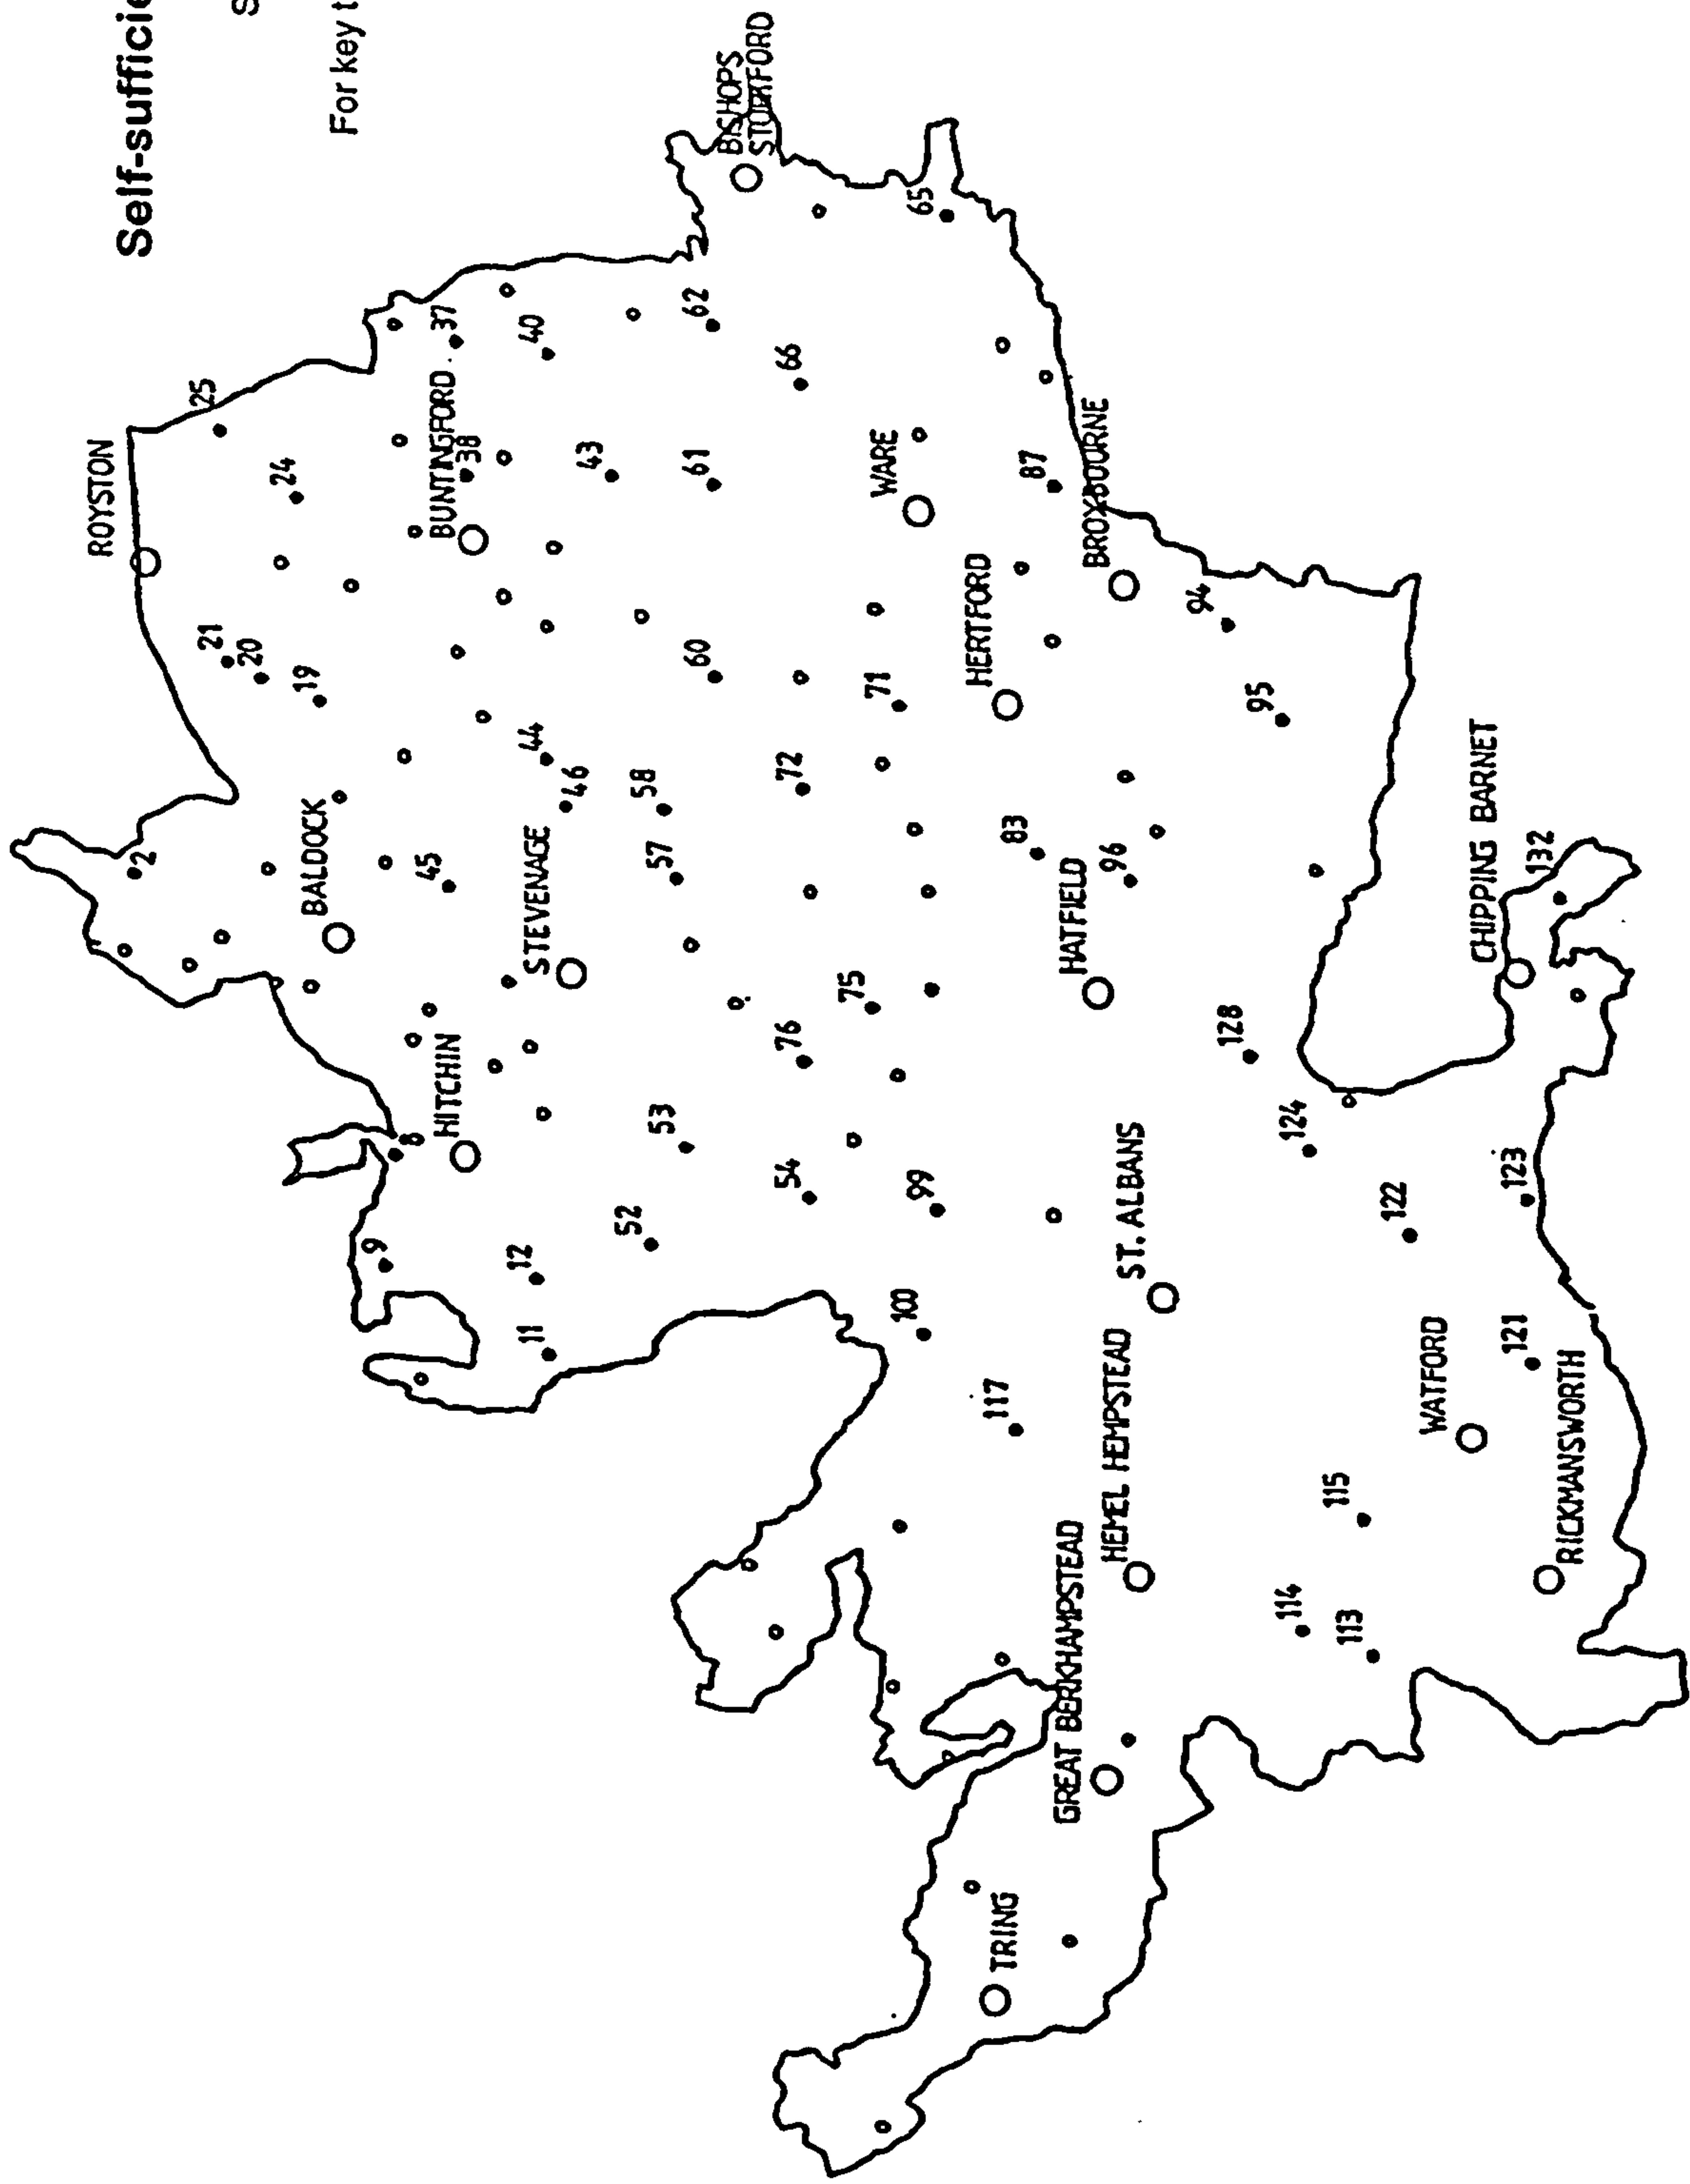 Self-sufficie
S
For key t
ROYSTON
25
24
21
20
19
2
BALDOCK
45
BUNTINGFORD
37
38
40
43
44
46
STEVENAGE
HITCHIN
8
9
12
11
BISHOPS
STORTFORD
62
61
60
58
57
53
52
66
65
72
71
76
75
54
99
100
WARE
HERTFORD
87
BROXBOURNE
83
HATFIELD
96
94
95
ST. ALBANS
117
HEMEL HEMPSTEAD
GREAT BERKHAMPSTEAD
TRING
128
124
122
123
CHIPPING BARNET
132
WATFORD
121
115
114
113
RICKMANSWORTH